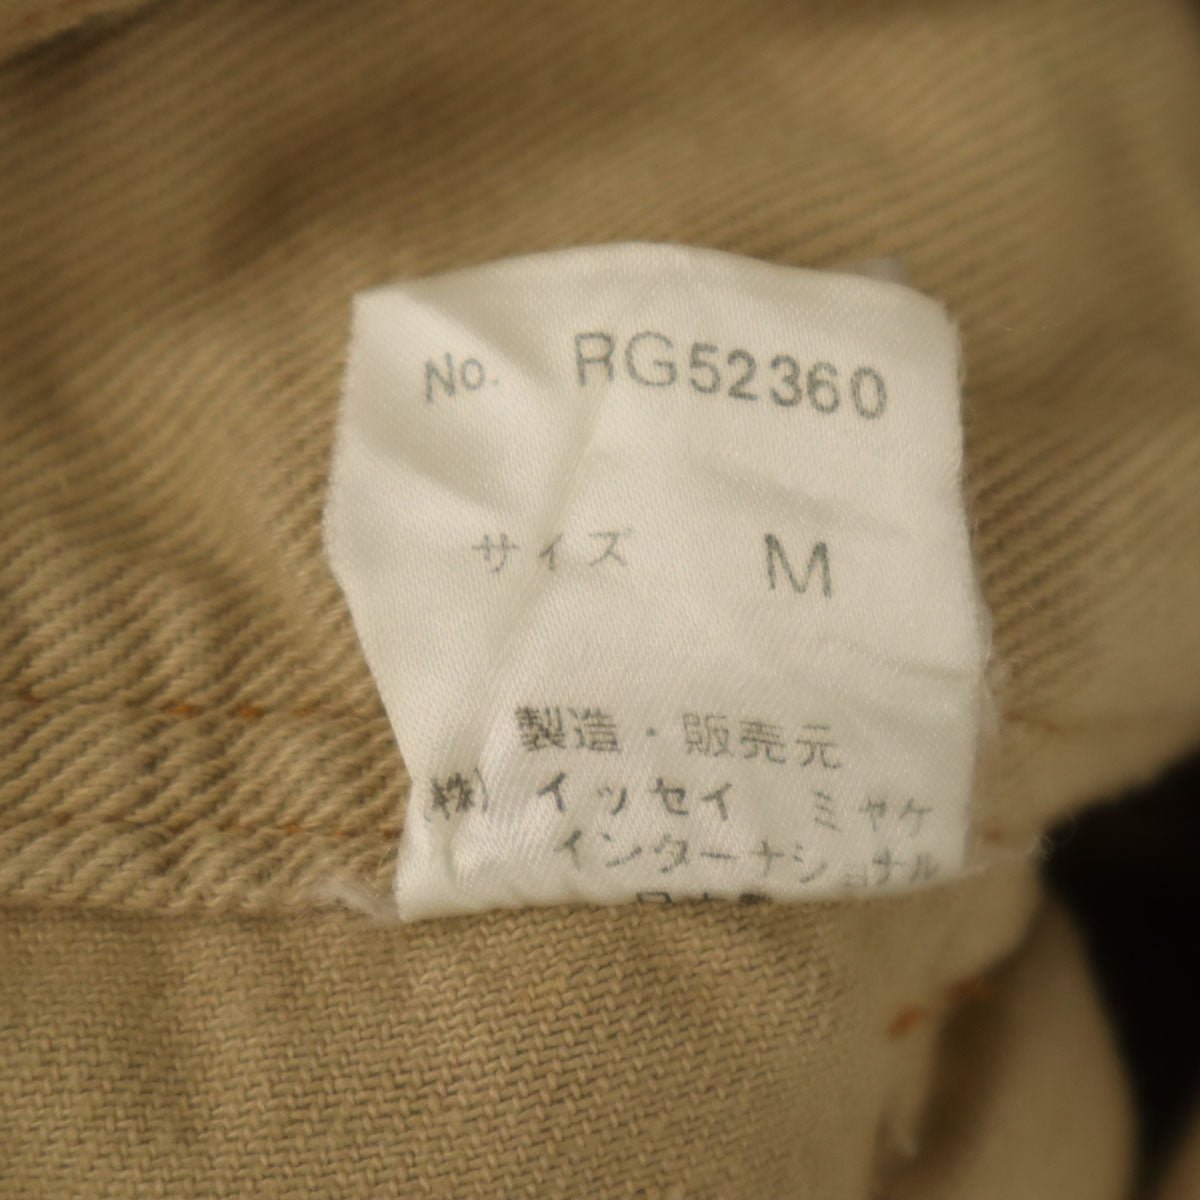 No. RG52360
サイズ M
製造・販売元
(株) イッセイ ミヤケ
インターナショナル